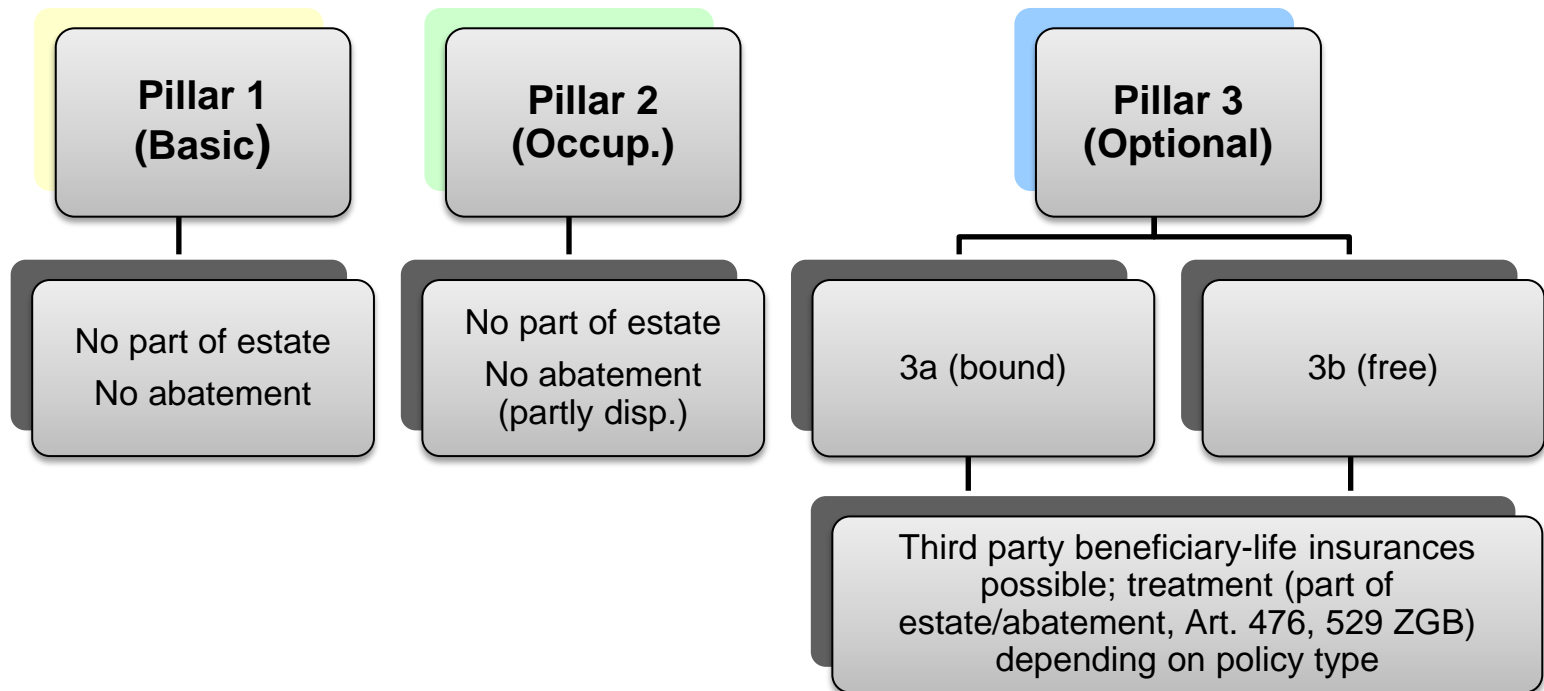 Pillar 1
(Basic)
No part of estate
No abatement
Pillar 2
(Occup.)
No part of estate
No abatement
(partly disp.)
Pillar 3
(Optional)
3a (bound)
3b (free)
Third party beneficiary-life insurances
possible; treatment (part of
estate/abatement, Art. 476, 529 ZGB)
depending on policy type